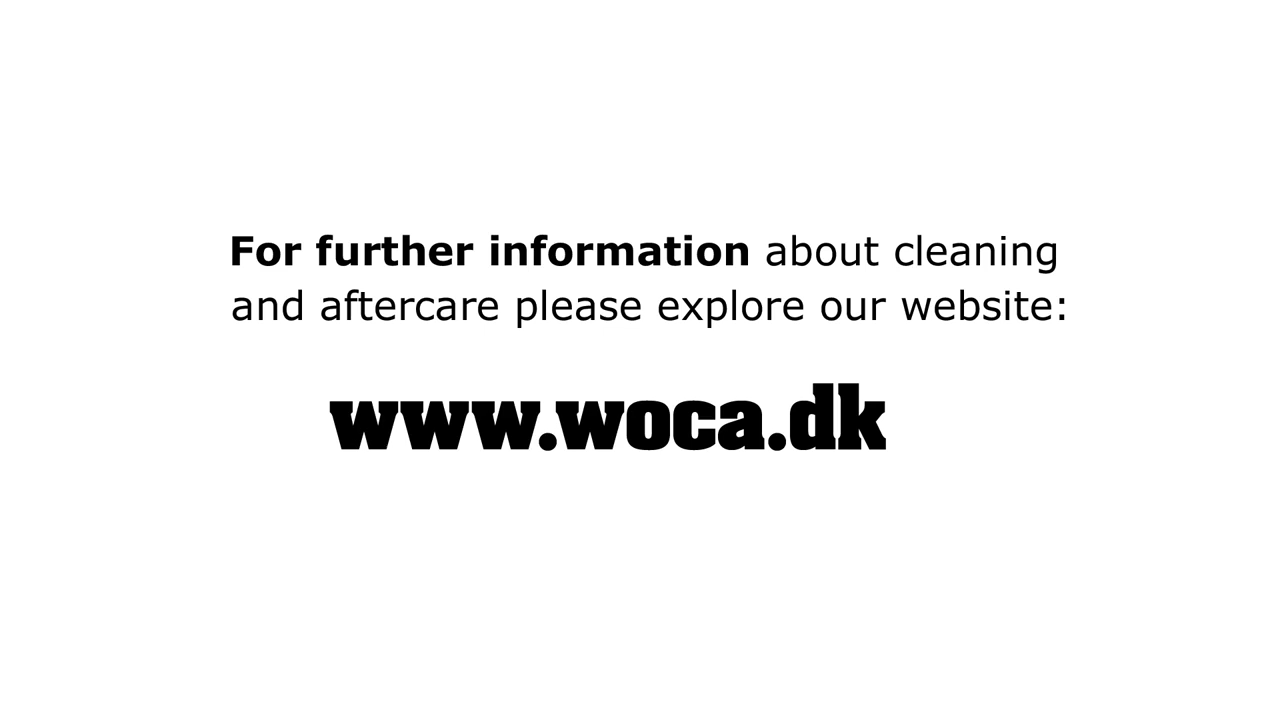 For further information about cleaning
and aftercare please explore our website:
www.woca.dk